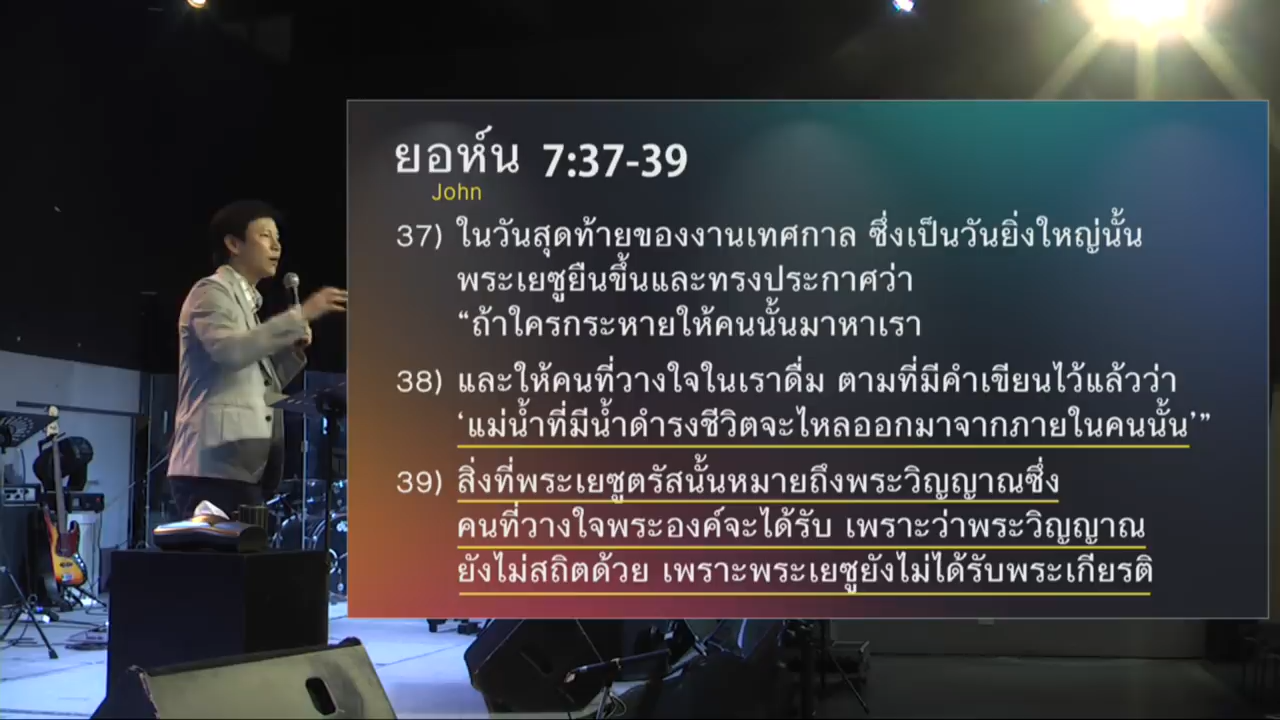 ยอห์น 7:37-39
John
37) ในวันสุดท้ายของงานเทศกาล ซึ่งเป็นวันยิ่งใหญ่นั้น
พระเยซูยืนขึ้นและทรงประกาศว่า
“ถ้าใครกระหายให้คนนั้นมาหาเรา
38) และให้คนที่วางใจในเราดื่ม ตามที่มีคำเขียนไว้แล้วว่า
‘แม่น้ำที่มีน้ำดำรงชีวิตจะไหลออกมาจากภายในคนนั้น’”
39) สิ่งที่พระเยซูตรัสนั้นหมายถึงพระวิญญาณซึ่ง
คนที่วางใจพระองค์จะได้รับ เพราะว่าพระวิญญาณ
ยังไม่สถิตด้วย เพราะพระเยซูยังไม่ได้รับพระเกียรติ